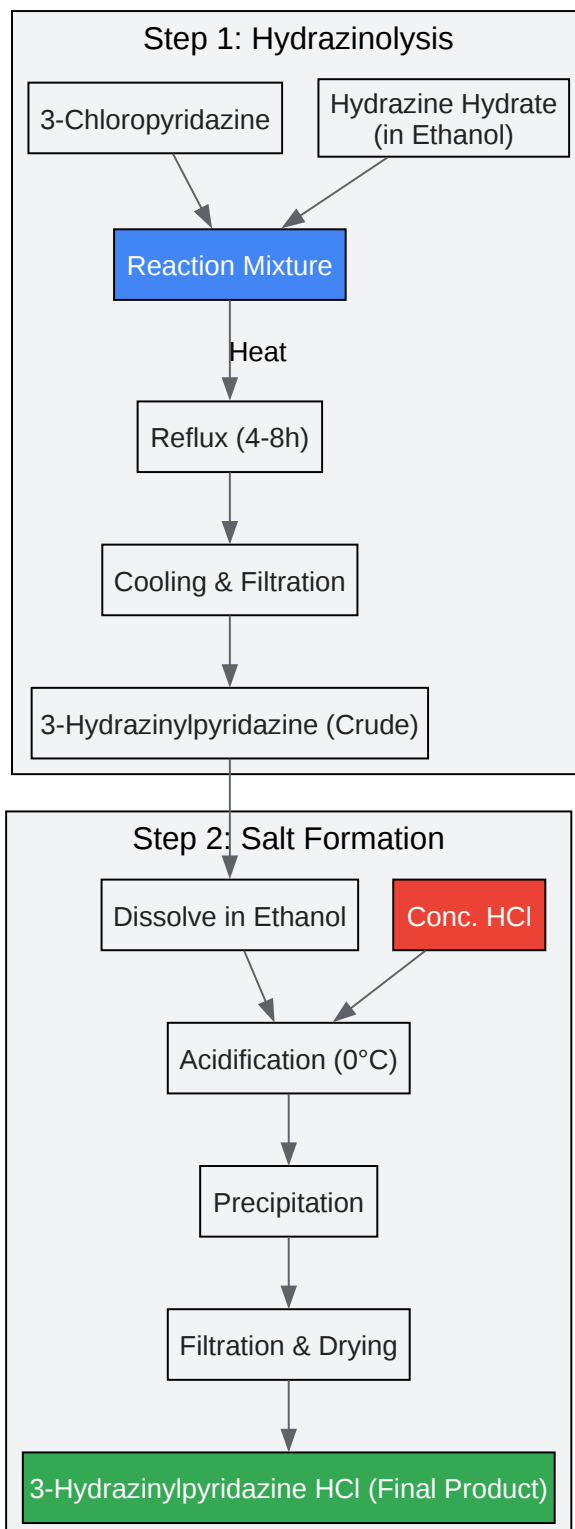 Step 1: Hydrazinolysis
3-Chloropyridazine
Hydrazine Hydrate
(in Ethanol)
Reaction Mixture
Heat
Reflux (4-8h)
Cooling & Filtration
3-Hydrazinylpyridazine (Crude)
Step 2: Salt Formation
Dissolve in Ethanol
Conc. HCl
Acidification (0°C)
Precipitation
Filtration & Drying
3-Hydrazinylpyridazine HCl (Final Product)